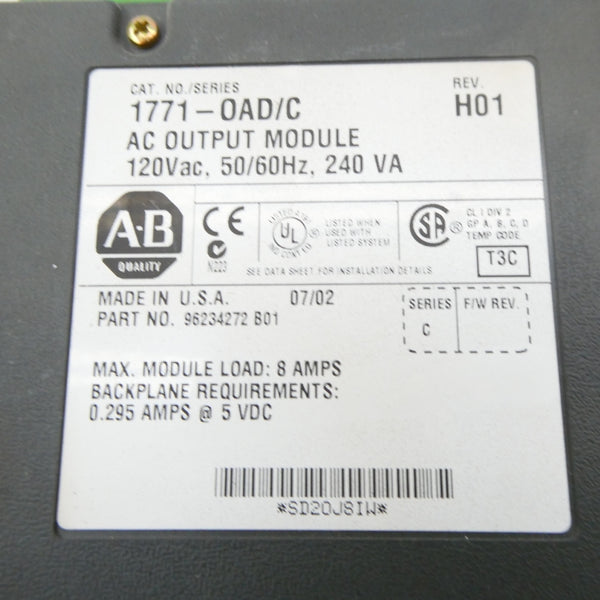 CAT. NO./SERIES
REV.
1771-OAD/C
H01
AC OUTPUT MODULE
120Vac, 50/60Hz, 240 VA
A-B
QUALITY
CE
N223
UL
LISTED WHEN
USED WITH
LISTED SYSTEM
SA
CL I DIV 2
GP A, B, C, D
TEMP CODE
T3C
SEE DATA SHEET FOR INSTALLATION DETAILS.
MADE IN U.S.A. 07/02
PART NO. 96234272 B01
SERIES
C
F/W REV.
MAX. MODULE LOAD: 8 AMPS
BACKPLANE REQUIREMENTS:
0.295 AMPS @ 5 VDC
*SD20J8IW*